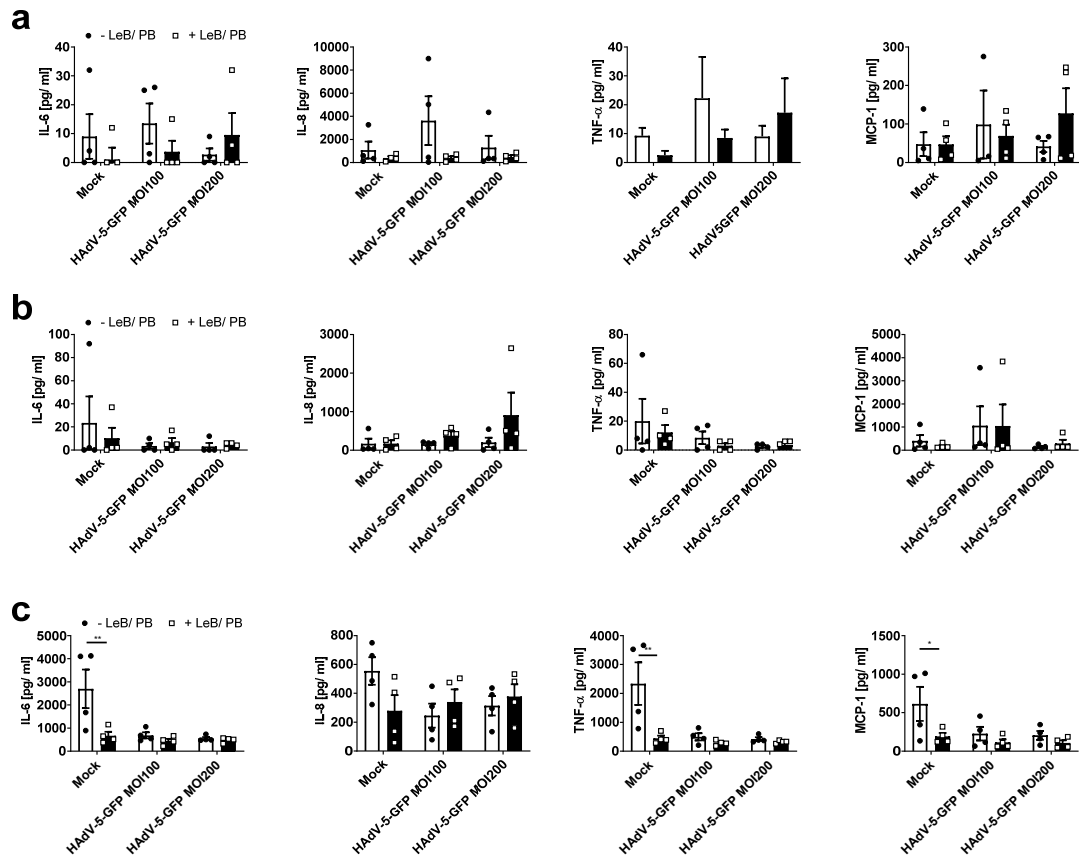 a
- LeB/ PB + LeB/ PB
IL-6 [pg/ ml]
40
30
20
10
0
Mock
HAdV-5-GFP MOI100
HAdV-5-GFP MOI200
IL-8 [pg/ ml]
10000
8000
6000
4000
2000
0
Mock
HAdV-5-GFP MOI100
HAdV-5-GFP MOI200
TNF-α [pg/ ml]
40
30
20
10
0
Mock
HAdV-5-GFP MOI100
HAdV5GFP MOI200
MCP-1 [pg/ ml]
300
200
100
0
Mock
HAdV-5-GFP MOI100
HAdV-5-GFP MOI200
b
- LeB/ PB + LeB/ PB
IL-6 [pg/ ml]
100
80
60
40
20
0
Mock
HAdV-5-GFP MOI100
HAdV-5-GFP MOI200
IL-8 [pg/ ml]
3000
2000
1000
0
Mock
HAdV-5-GFP MOI100
HAdV-5-GFP MOI200
TNF-α [pg/ ml]
80
60
40
20
0
Mock
HAdV-5-GFP MOI100
HAdV-5-GFP MOI200
MCP-1 [pg/ ml]
5000
4000
3000
2000
1000
0
Mock
HAdV-5-GFP MOI100
HAdV-5-GFP MOI200
c
- LeB/ PB + LeB/ PB
IL-6 [pg/ ml]
5000
4000
3000
2000
1000
0
**
Mock
HAdV-5-GFP MOI100
HAdV-5-GFP MOI200
IL-8 [pg/ ml]
800
600
400
200
0
Mock
HAdV-5-GFP MOI100
HAdV-5-GFP MOI200
TNF-α [pg/ ml]
4000
3000
2000
1000
0
**
Mock
HAdV-5-GFP MOI100
HAdV-5-GFP MOI200
MCP-1 [pg/ ml]
1500
1000
500
0
*
Mock
HAdV-5-GFP MOI100
HAdV-5-GFP MOI200